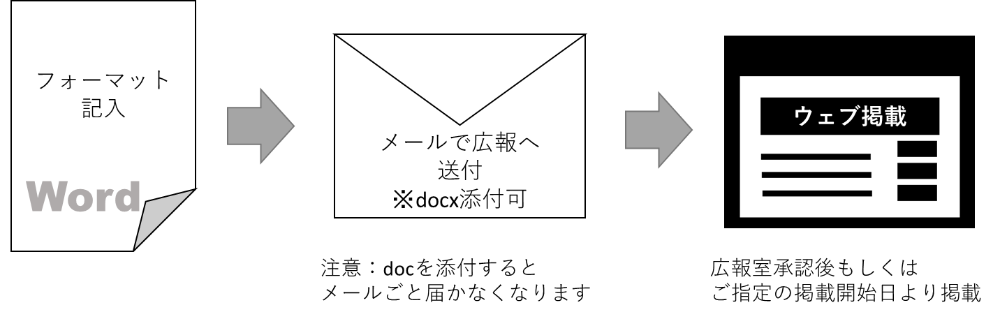 フォーマット
記入
Word
メールで広報へ
送付
※docx添付可
注意：docを添付すると
メールごと届かなくなります
ウェブ掲載
広報室承認後もしくは
ご指定の掲載開始日より掲載